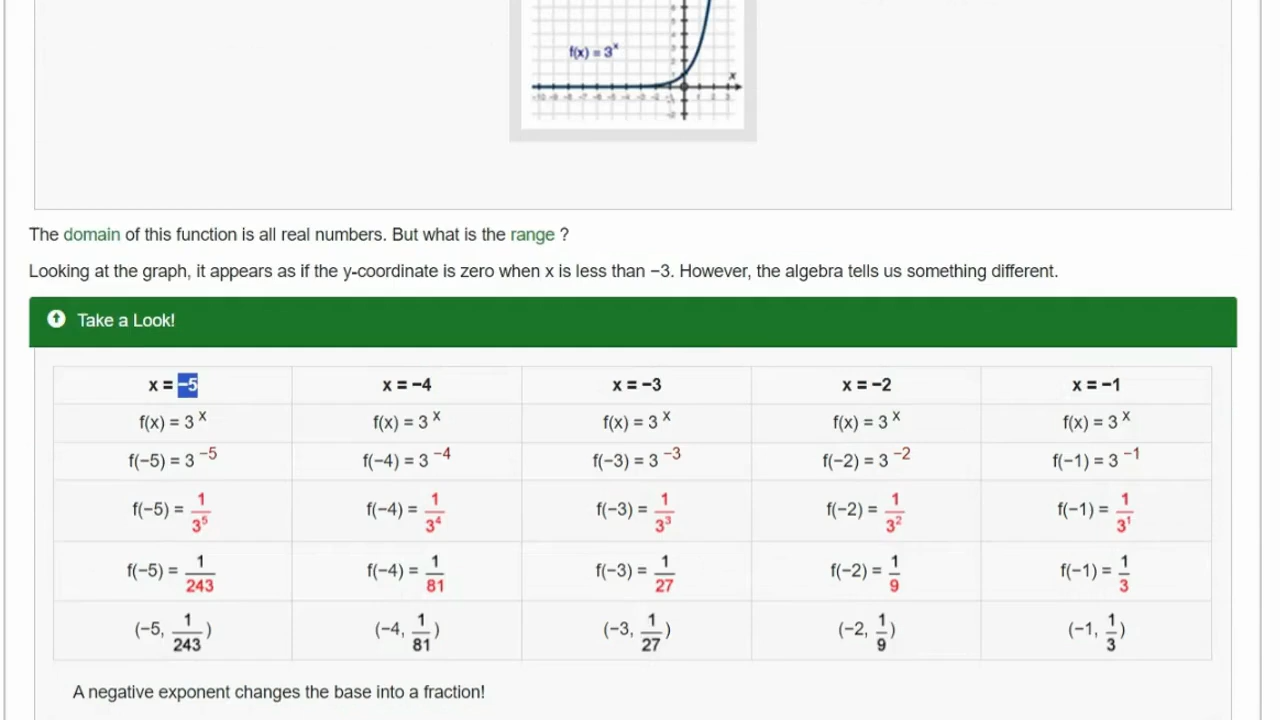 f(x) = 3ˣ
x
The domain of this function is all real numbers. But what is the range ?
Looking at the graph, it appears as if the y-coordinate is zero when x is less than −3. However, the algebra tells us something different.
Take a Look!
x = −5 x = −4 x = −3 x = −2 x = −1
f(x) = 3 ˣ f(x) = 3 ˣ f(x) = 3 ˣ f(x) = 3 ˣ f(x) = 3 ˣ
f(−5) = 3 ⁻⁵ f(−4) = 3 ⁻⁴ f(−3) = 3 ⁻³ f(−2) = 3 ⁻² f(−1) = 3 ⁻¹
f(−5) = 1/3⁵ f(−4) = 1/3⁴ f(−3) = 1/3³ f(−2) = 1/3² f(−1) = 1/3¹
f(−5) = 1/243 f(−4) = 1/81 f(−3) = 1/27 f(−2) = 1/9 f(−1) = 1/3
(−5, 1/243) (−4, 1/81) (−3, 1/27) (−2, 1/9) (−1, 1/3)
A negative exponent changes the base into a fraction!